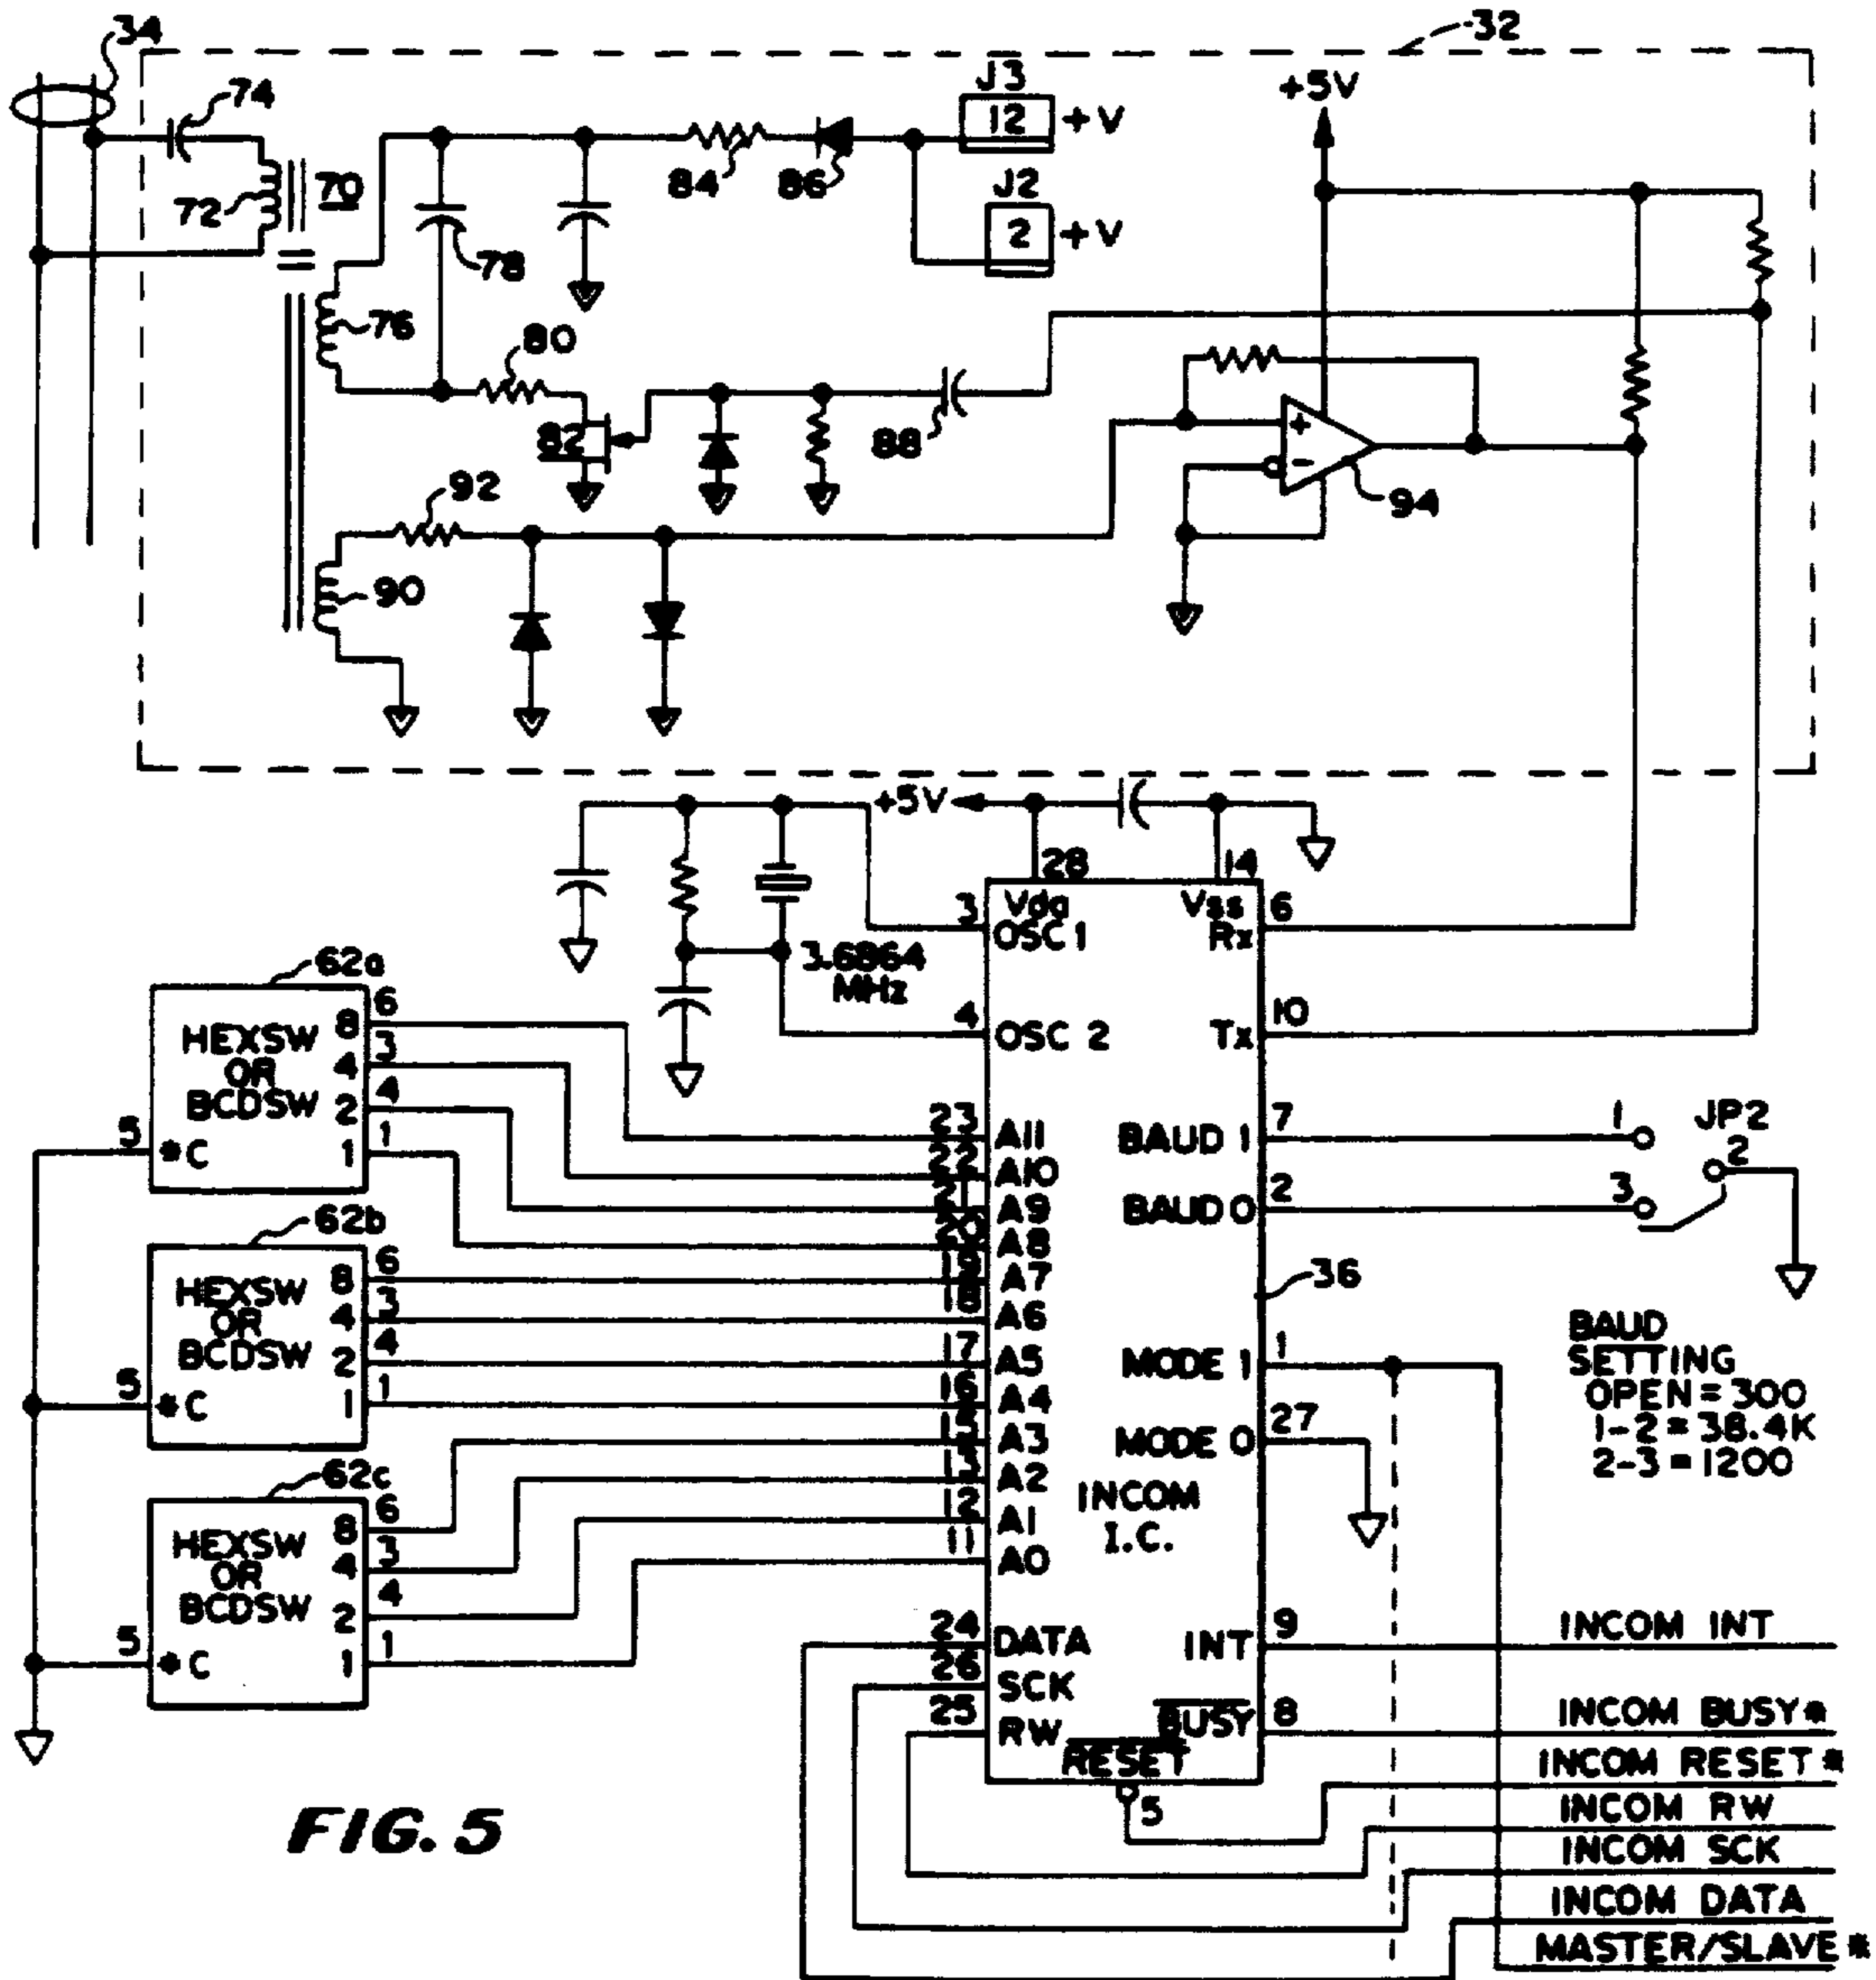 34
32
74
J3
+5V
12 +V
72
70
84
86
J2
2 +V
78
76
80
82
88
+
-
94
92
90
+5V
28
14
3
Vdd
Vss
6
OSC 1
Rx
3.6864
MHz
4
OSC 2
10
Tx
62a
HEXSW
OR
BCDSW
8 6
4 3
2 4
1 1
5 *C
23 A11
22 A10
21 A9
20 A8
BAUD 1 7
BAUD 0 2
1
JP2
2
3
62b
HEXSW
OR
BCDSW
8 6
4 3
2 4
1 1
5 *C
19 A7
18 A6
17 A5
16 A4
36
MODE 1 1
MODE 0 27
BAUD
SETTING
OPEN = 300
1-2 = 38.4K
2-3 = 1200
62c
HEXSW
OR
BCDSW
8 6
4 3
2 4
1 1
5 *C
A3
A2
12 A1
11 A0
INCOM
I.C.
24 DATA
26 SCK
25 RW
INT 9
BUSY 8
RESET
5
INCOM INT
INCOM BUSY*
INCOM RESET*
INCOM RW
INCOM SCK
INCOM DATA
MASTER/SLAVE*
FIG. 5